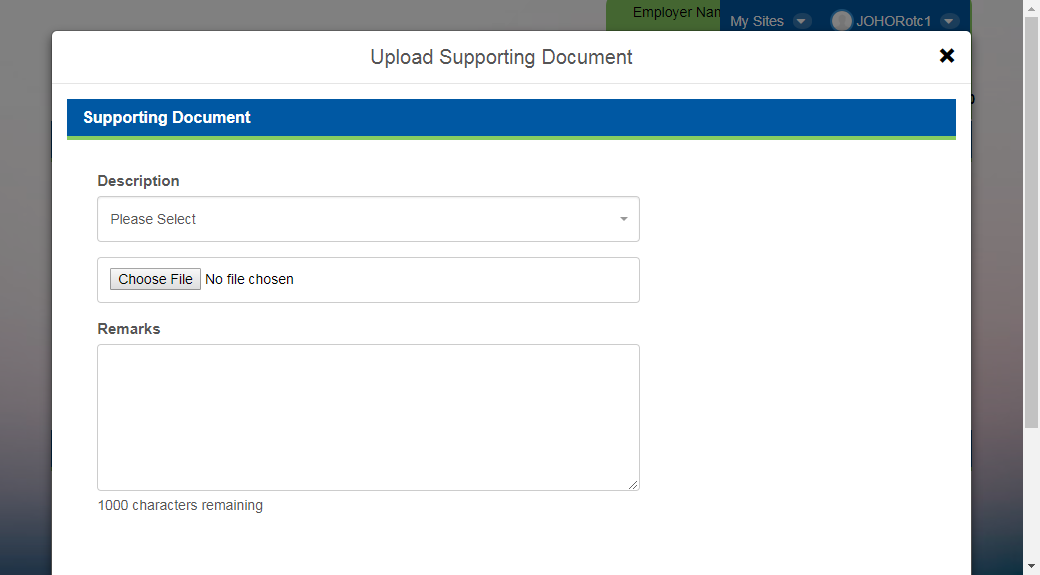 Employer Nam
My Sites
JOHORotc1
Upload Supporting Document
Supporting Document
Description
Please Select
Choose File No file chosen
Remarks
1000 characters remaining